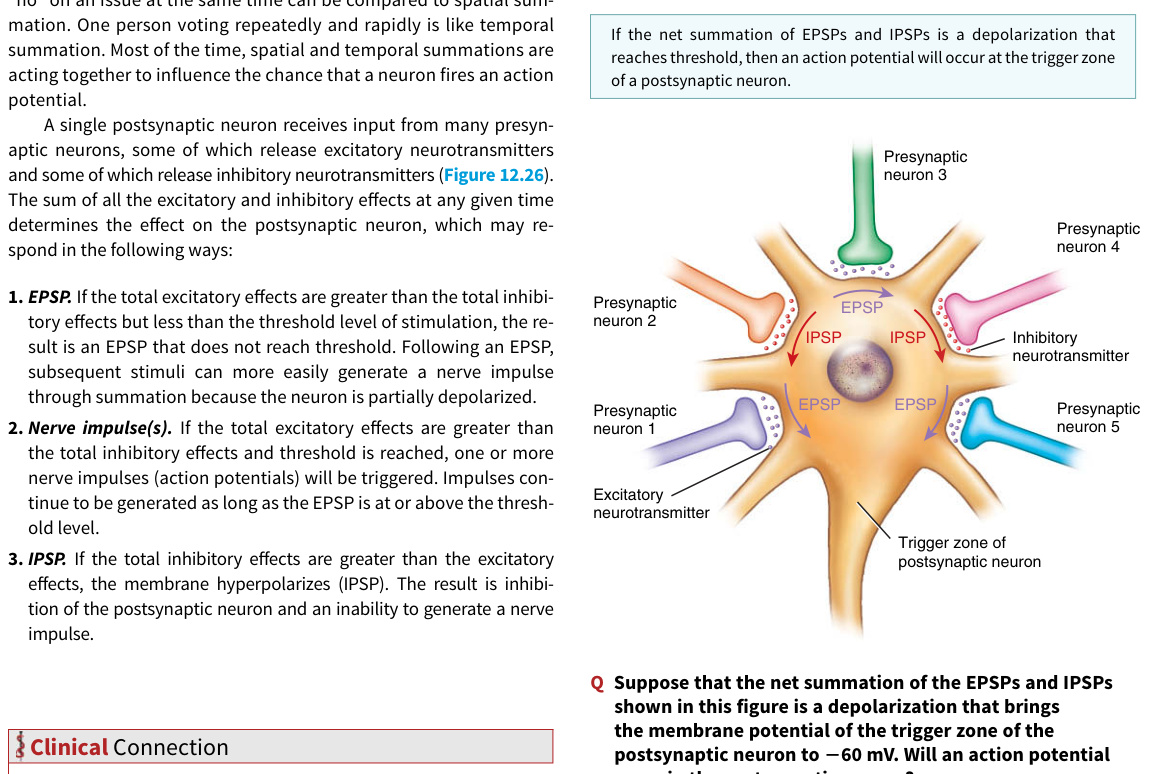 "no" on an issue at the same time can be compared to spatial sum-
mation. One person voting repeatedly and rapidly is like temporal
summation. Most of the time, spatial and temporal summations are
acting together to influence the chance that a neuron fires an action
potential.
A single postsynaptic neuron receives input from many presyn-
aptic neurons, some of which release excitatory neurotransmitters
and some of which release inhibitory neurotransmitters (Figure 12.26).
The sum of all the excitatory and inhibitory effects at any given time
determines the effect on the postsynaptic neuron, which may re-
spond in the following ways:
1. EPSP. If the total excitatory effects are greater than the total inhibi-
tory effects but less than the threshold level of stimulation, the re-
sult is an EPSP that does not reach threshold. Following an EPSP,
subsequent stimuli can more easily generate a nerve impulse
through summation because the neuron is partially depolarized.
2. Nerve impulse(s). If the total excitatory effects are greater than
the total inhibitory effects and threshold is reached, one or more
nerve impulses (action potentials) will be triggered. Impulses con-
tinue to be generated as long as the EPSP is at or above the thresh-
old level.
3. IPSP. If the total inhibitory effects are greater than the excitatory
effects, the membrane hyperpolarizes (IPSP). The result is inhibi-
tion of the postsynaptic neuron and an inability to generate a nerve
impulse.
Clinical Connection
If the net summation of EPSPs and IPSPs is a depolarization that
reaches threshold, then an action potential will occur at the trigger zone
of a postsynaptic neuron.
Presynaptic
neuron 3
Presynaptic
neuron 4
Presynaptic
neuron 2
EPSP
IPSP
IPSP
Inhibitory
neurotransmitter
EPSP
EPSP
Presynaptic
neuron 1
Presynaptic
neuron 5
Excitatory
neurotransmitter
Trigger zone of
postsynaptic neuron
Q Suppose that the net summation of the EPSPs and IPSPs
shown in this figure is a depolarization that brings
the membrane potential of the trigger zone of the
postsynaptic neuron to −60 mV. Will an action potential